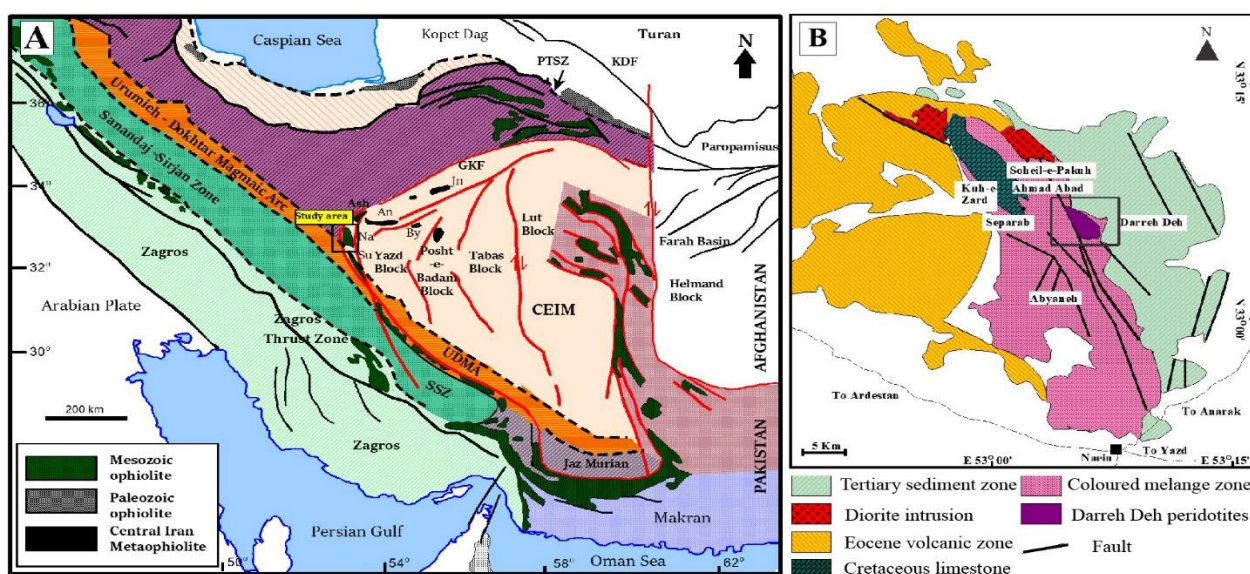 A
Caspian Sea
Kopet Dag
Turan
N
PTSZ
KDF
36°
Urumieh - Dokhtar Magmaic Arc
Sanandaj -Sirjan Zone
Paropamisus
GKF
34°
Jn
Ash
An
Study area
Na
By
Su
Yazd
Block
Posht
-e-
Badam
Block
Tabas
Block
Lut
Block
Farah Basin
32°
Zagros
Arabian Plate
Helmand
Block
CEIM
AFGHANISTAN
Zagros
Thrust Zone
30°
UDMA
SSZ
200 km
Zagros
Jaz Murian
PAKISTAN
Mesozoic
ophiolite
Paleozoic
ophiolite
Central Iran
Metaophiolite
Persian Gulf
Makran
Oman Sea
50°
54°
58°
62°
B
N
N 33° 15'
Soheil-e-Pakuh
Kuh-e-
Zard
Ahmad Abad
Separab
Darreh Deh
Abyaneh
N 33° 00'
To Ardestan
To Anarak
5 Km
To Yazd
Naein
E 53° 00'
E 53° 15'
Tertiary sediment zone
Coloured melange zone
Diorite intrusion
Darreh Deh peridotites
Eocene volcanic zone
Fault
Cretaceous limestone